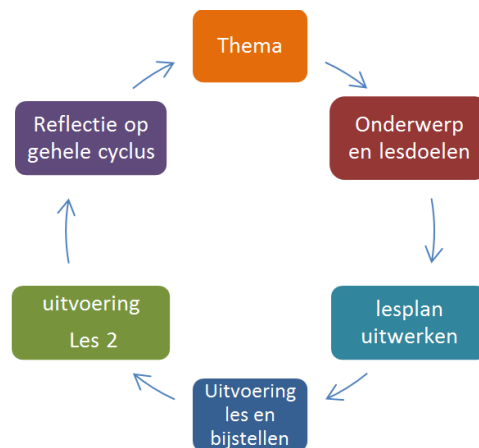 Thema
Onderwerp
en lesdoelen
lesplan
uitwerken
Uitvoering
les en
bijstellen
uitvoering
Les 2
Reflectie op
gehele cyclus